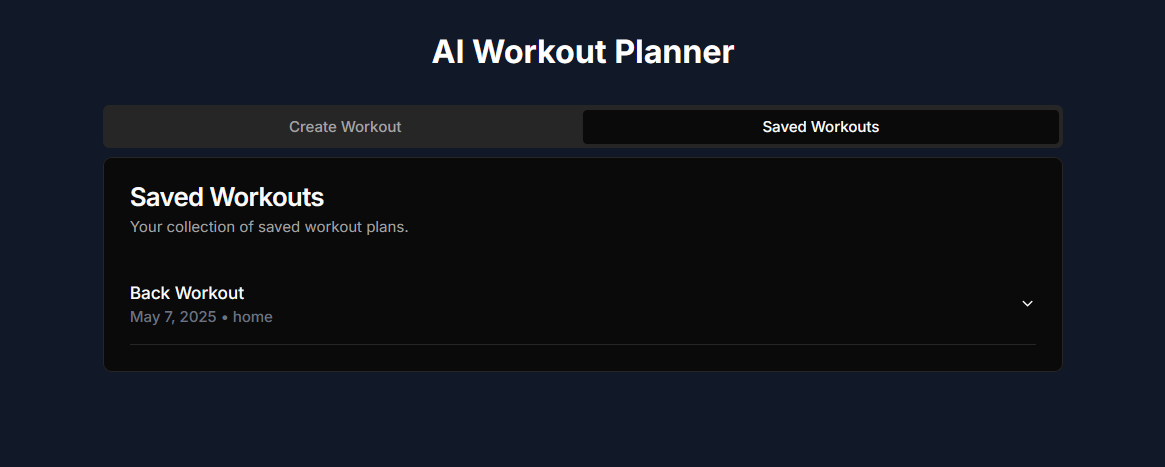 AI Workout Planner
Create Workout
Saved Workouts
Saved Workouts
Your collection of saved workout plans.
Back Workout
May 7, 2025 • home